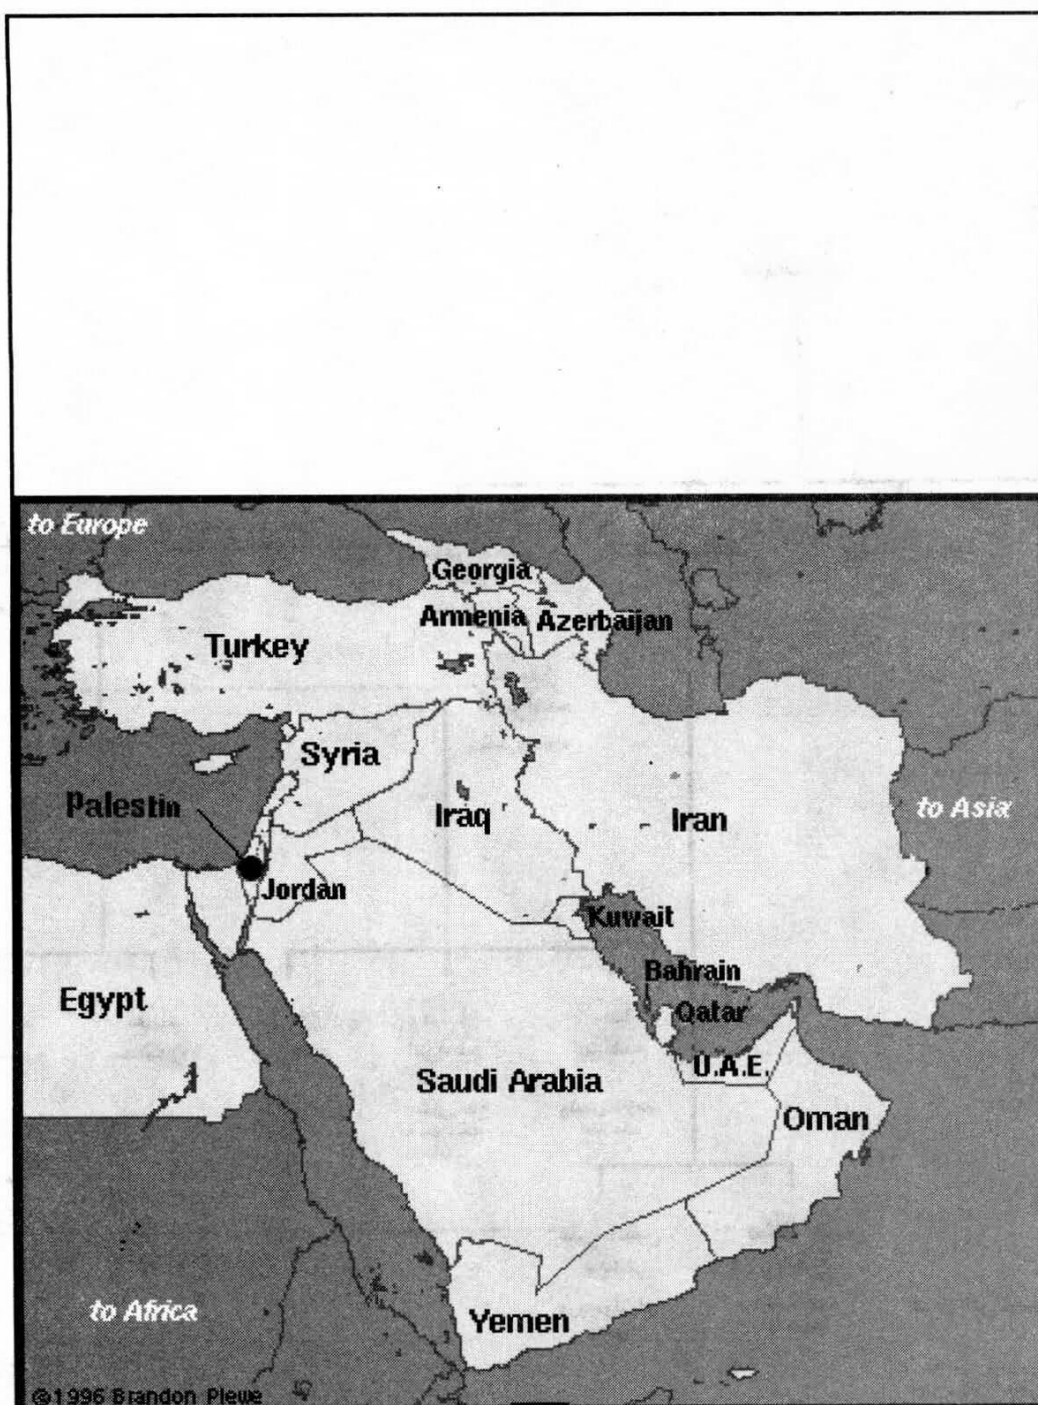 to Europe
Georgia
Armenia
Azerbaijan
Turkey
Syria
Palestin
Iraq
Iran
to Asia
Jordan
Kuwait
Bahrain
Egypt
Qatar
U.A.E.
Saudi Arabia
Oman
to Africa
Yemen
©1996 Brandon Plewe